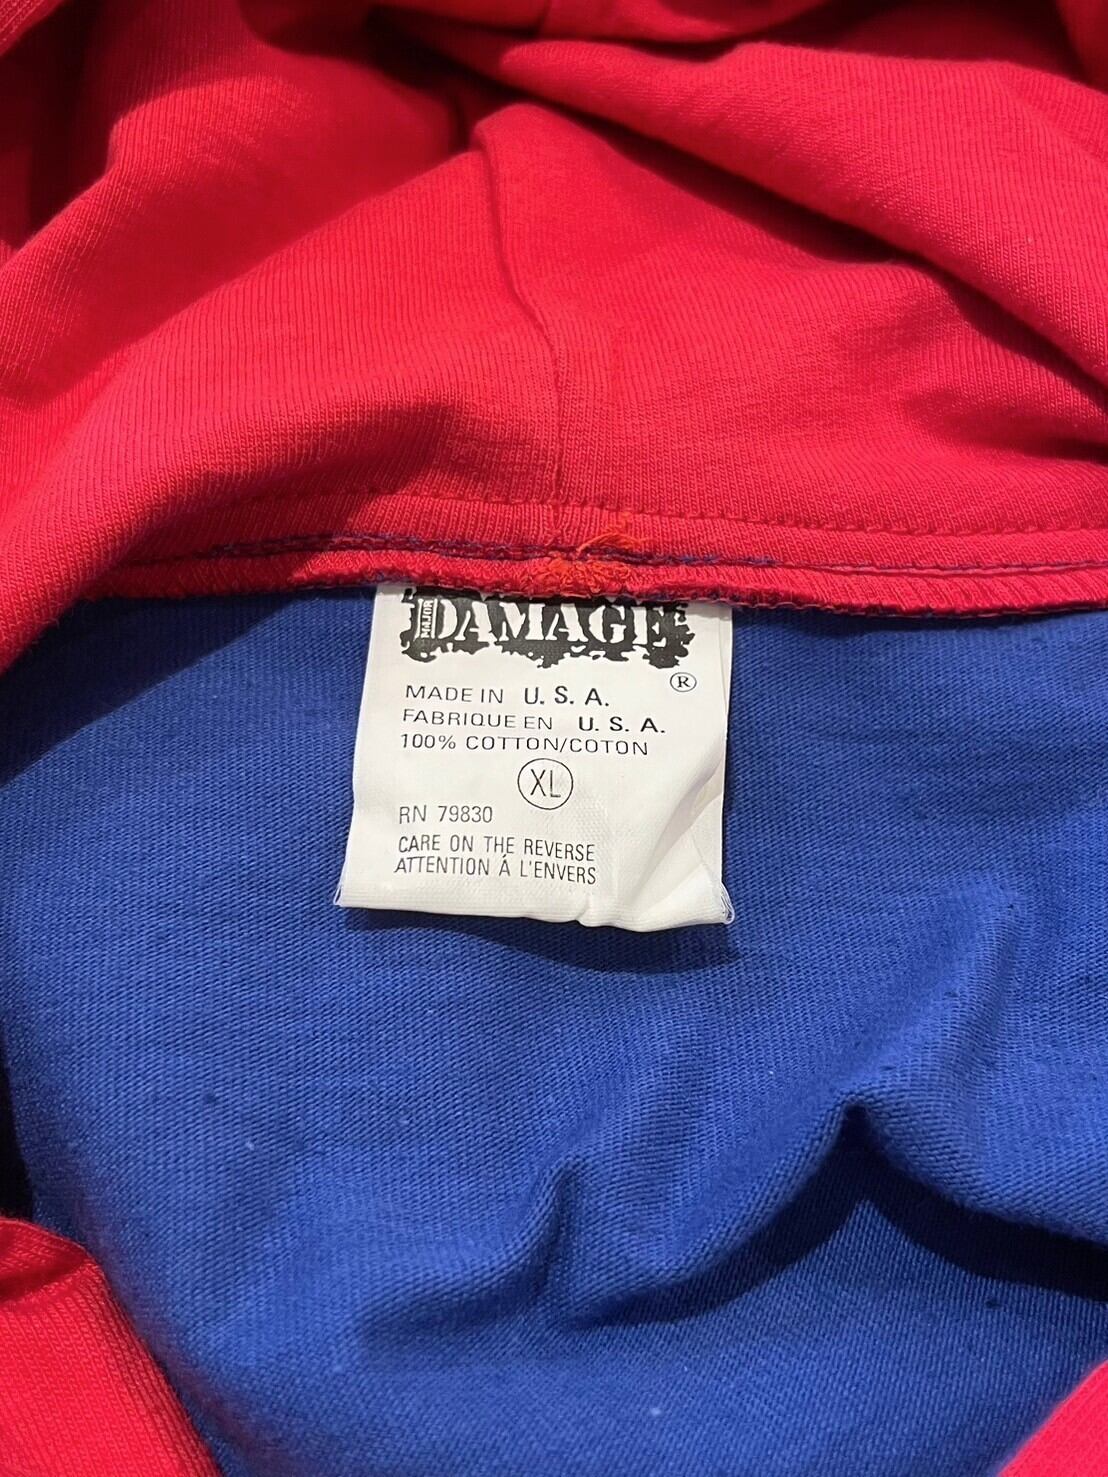 MAJOR
DAMAGE
®
MADE IN U. S. A.
FABRIQUE EN U. S. A.
100% COTTON/COTON
XL
RN 79830
CARE ON THE REVERSE
ATTENTION Á L'ENVERS